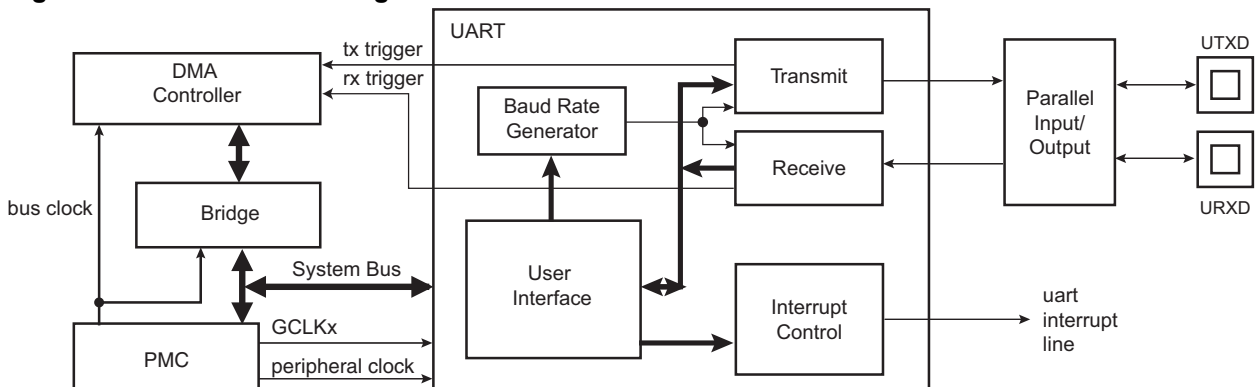 UART
tx trigger
rx trigger
DMA
Controller
Transmit
UTXD
Baud Rate
Generator
Parallel
Input/
Output
Receive
bus clock
Bridge
URXD
System Bus
User
Interface
Interrupt
Control
uart
interrupt
line
GCLKx
PMC
peripheral clock